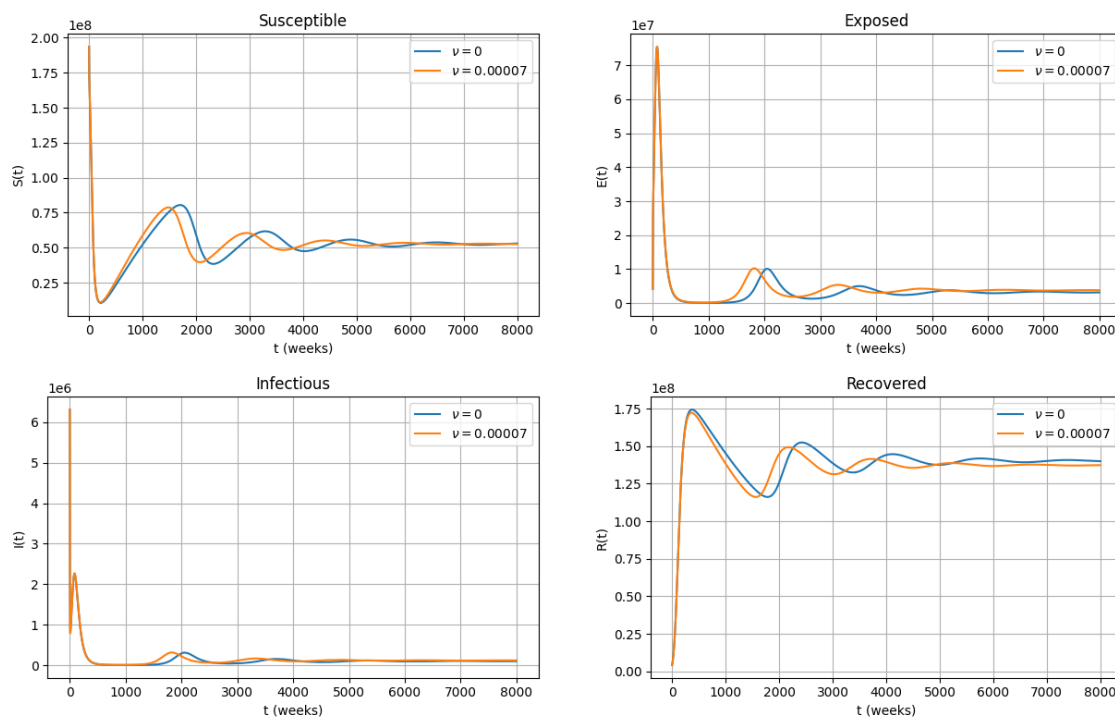 Susceptible
1e8
2.00
1.75
1.50
1.25
1.00
0.75
0.50
0.25
S(t)
0 1000 2000 3000 4000 5000 6000 7000 8000
t (weeks)
ν = 0
ν = 0.00007
Exposed
1e7
7
6
5
4
3
2
1
0
E(t)
0 1000 2000 3000 4000 5000 6000 7000 8000
t (weeks)
ν = 0
ν = 0.00007
Infectious
1e6
6
5
4
3
2
1
0
I(t)
0 1000 2000 3000 4000 5000 6000 7000 8000
t (weeks)
ν = 0
ν = 0.00007
Recovered
1e8
1.75
1.50
1.25
1.00
0.75
0.50
0.25
0.00
R(t)
0 1000 2000 3000 4000 5000 6000 7000 8000
t (weeks)
ν = 0
ν = 0.00007